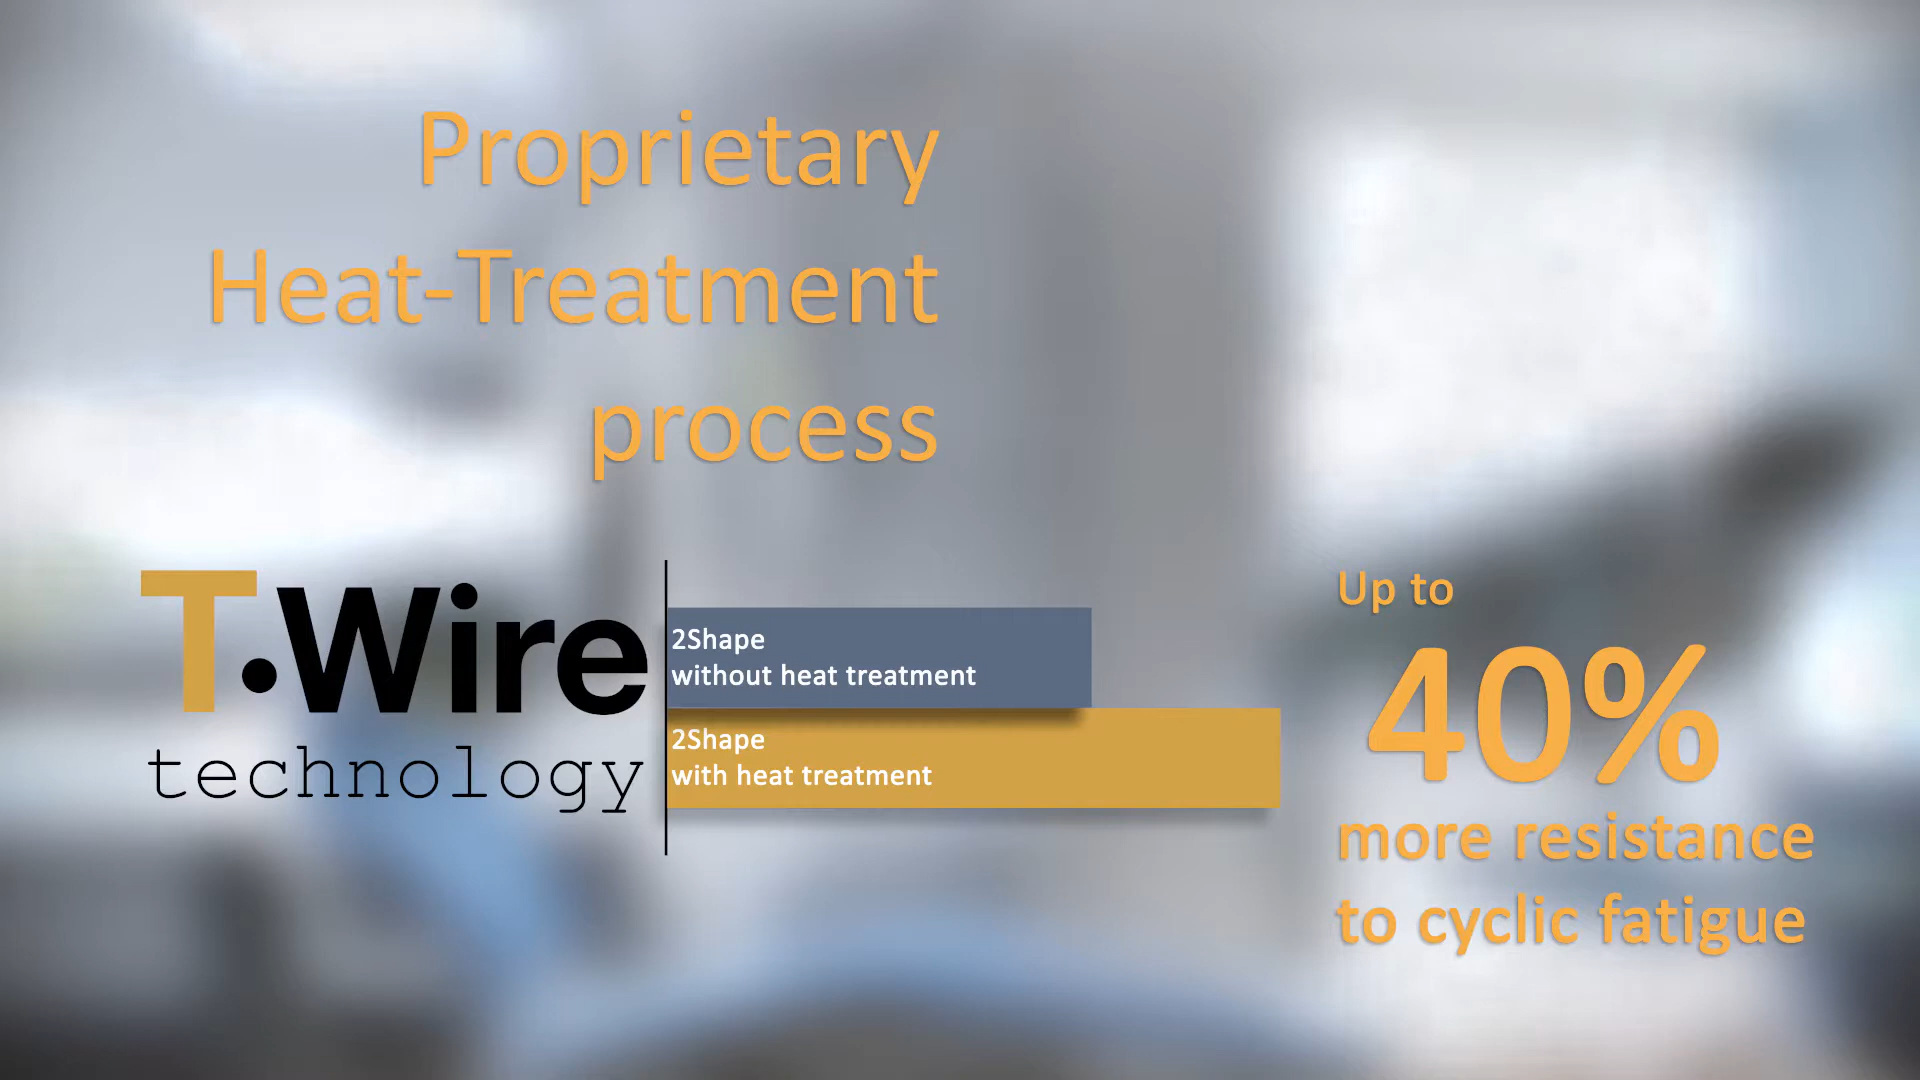 Proprietary
Heat-Treatment
process
T.Wire
technology
2Shape
without heat treatment
2Shape
with heat treatment
Up to
40%
more resistance
to cyclic fatigue